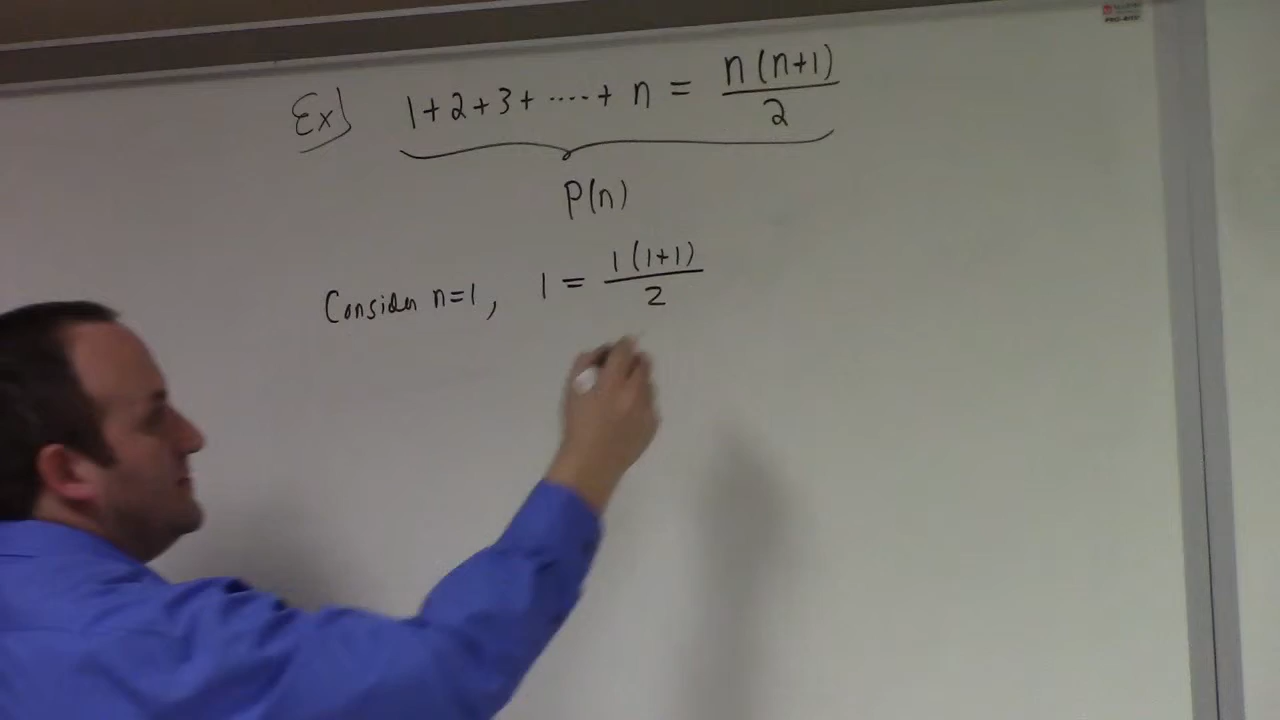 Ex) 1+2+3+ ····+ n = n(n+1)/2
P(n)
Consider n=1, 1 = 1(1+1)/2